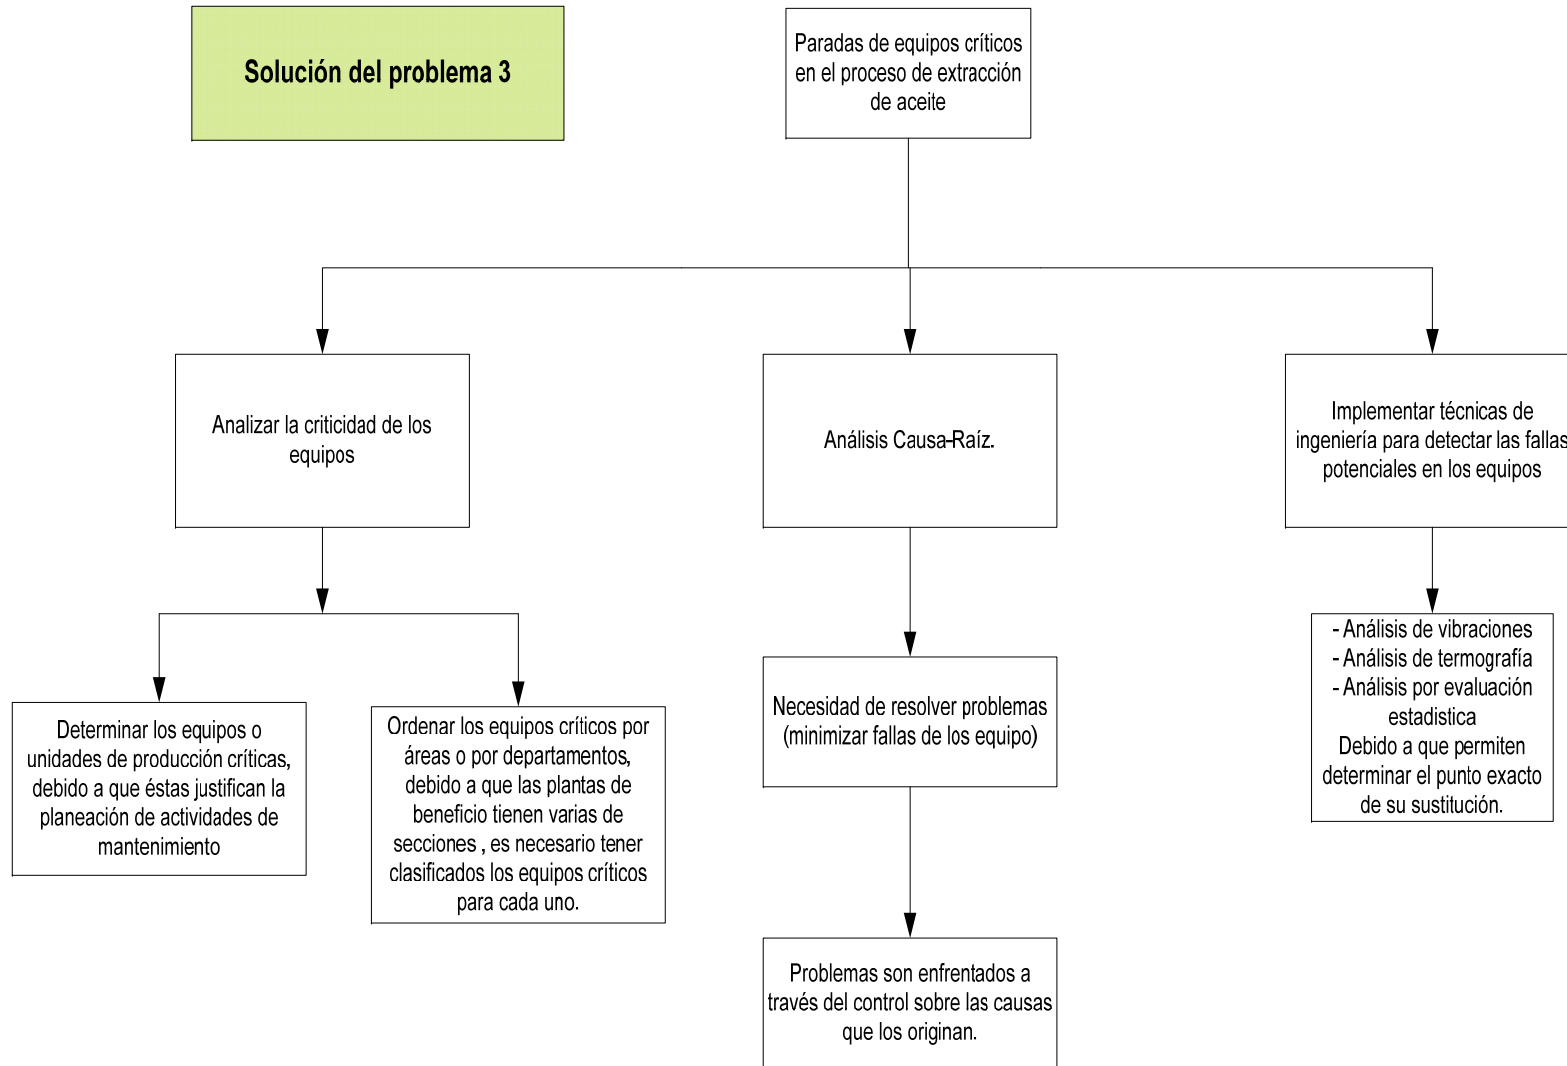 Solución del problema 3
Paradas de equipos críticos
en el proceso de extracción
de aceite
Analizar la criticidad de los
equipos
Análisis Causa-Raíz.
Implementar técnicas de
ingeniería para detectar las fallas
potenciales en los equipos
Determinar los equipos o
unidades de producción críticas,
debido a que éstas justifican la
planeación de actividades de
mantenimiento
Ordenar los equipos críticos por
áreas o por departamentos,
debido a que las plantas de
beneficio tienen varias de
secciones , es necesario tener
clasificados los equipos críticos
para cada uno.
Necesidad de resolver problemas
(minimizar fallas de los equipo)
- Análisis de vibraciones
- Análisis de termografía
- Análisis por evaluación
estadistica
Debido a que permiten
determinar el punto exacto
de su sustitución.
Problemas son enfrentados a
través del control sobre las causas
que los originan.